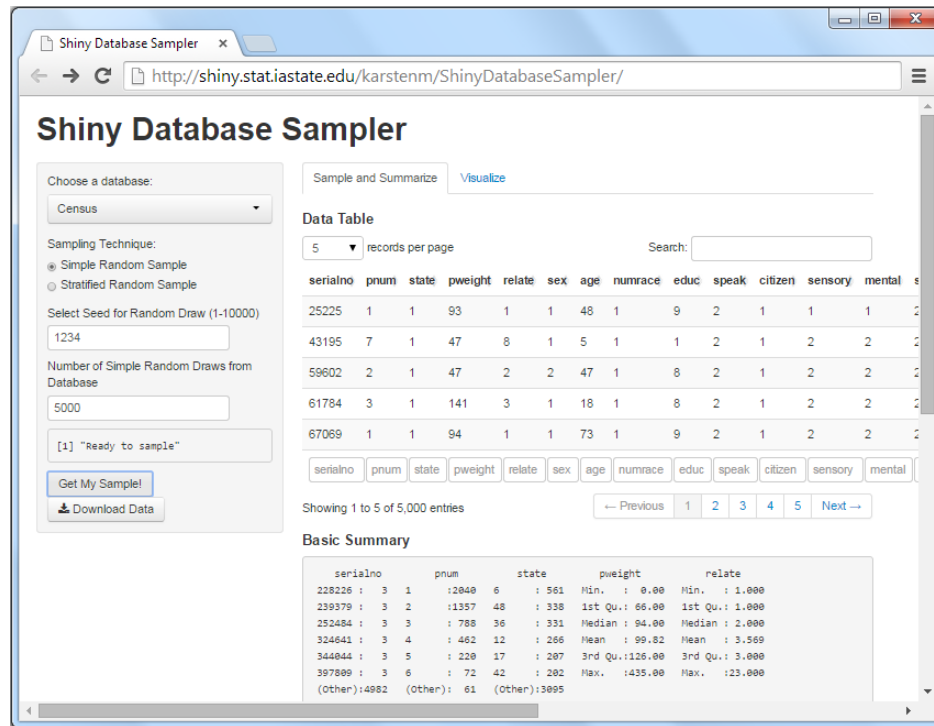 Shiny Database Sampler ×
http://shiny.stat.iastate.edu/karstenm/ShinyDatabaseSampler/
Shiny Database Sampler
Choose a database:
Census
Sampling Technique:
Simple Random Sample
Stratified Random Sample
Select Seed for Random Draw (1-10000)
1234
Number of Simple Random Draws from
Database
5000
[1] "Ready to sample"
Get My Sample!
Download Data
Sample and Summarize Visualize
Data Table
5 records per page Search:
serialno pnum state pweight relate sex age numrace educ speak citizen sensory mental s
25225 1 1 93 1 1 48 1 9 2 1 1 1 2
43195 7 1 47 8 1 5 1 1 2 1 2 2 2
59602 2 1 47 2 2 47 1 8 2 1 2 2 2
61784 3 1 141 3 1 18 1 8 2 1 2 2 2
67069 1 1 94 1 1 73 1 9 2 1 2 2 2
serialno pnum state pweight relate sex age numrace educ speak citizen sensory mental
Showing 1 to 5 of 5,000 entries ← Previous 1 2 3 4 5 Next →
Basic Summary
serialno pnum state pweight relate
228226 : 3 1 :2040 6 : 561 Min. : 0.00 Min. : 1.000
239379 : 3 2 :1357 48 : 338 1st Qu.: 66.00 1st Qu.: 1.000
252484 : 3 3 : 788 36 : 331 Median : 94.00 Median : 2.000
324641 : 3 4 : 462 12 : 266 Mean : 99.82 Mean : 3.569
344044 : 3 5 : 220 17 : 207 3rd Qu.:126.00 3rd Qu.: 3.000
397809 : 3 6 : 72 42 : 202 Max. :435.00 Max. :23.000
(Other):4982 (Other): 61 (Other):3095